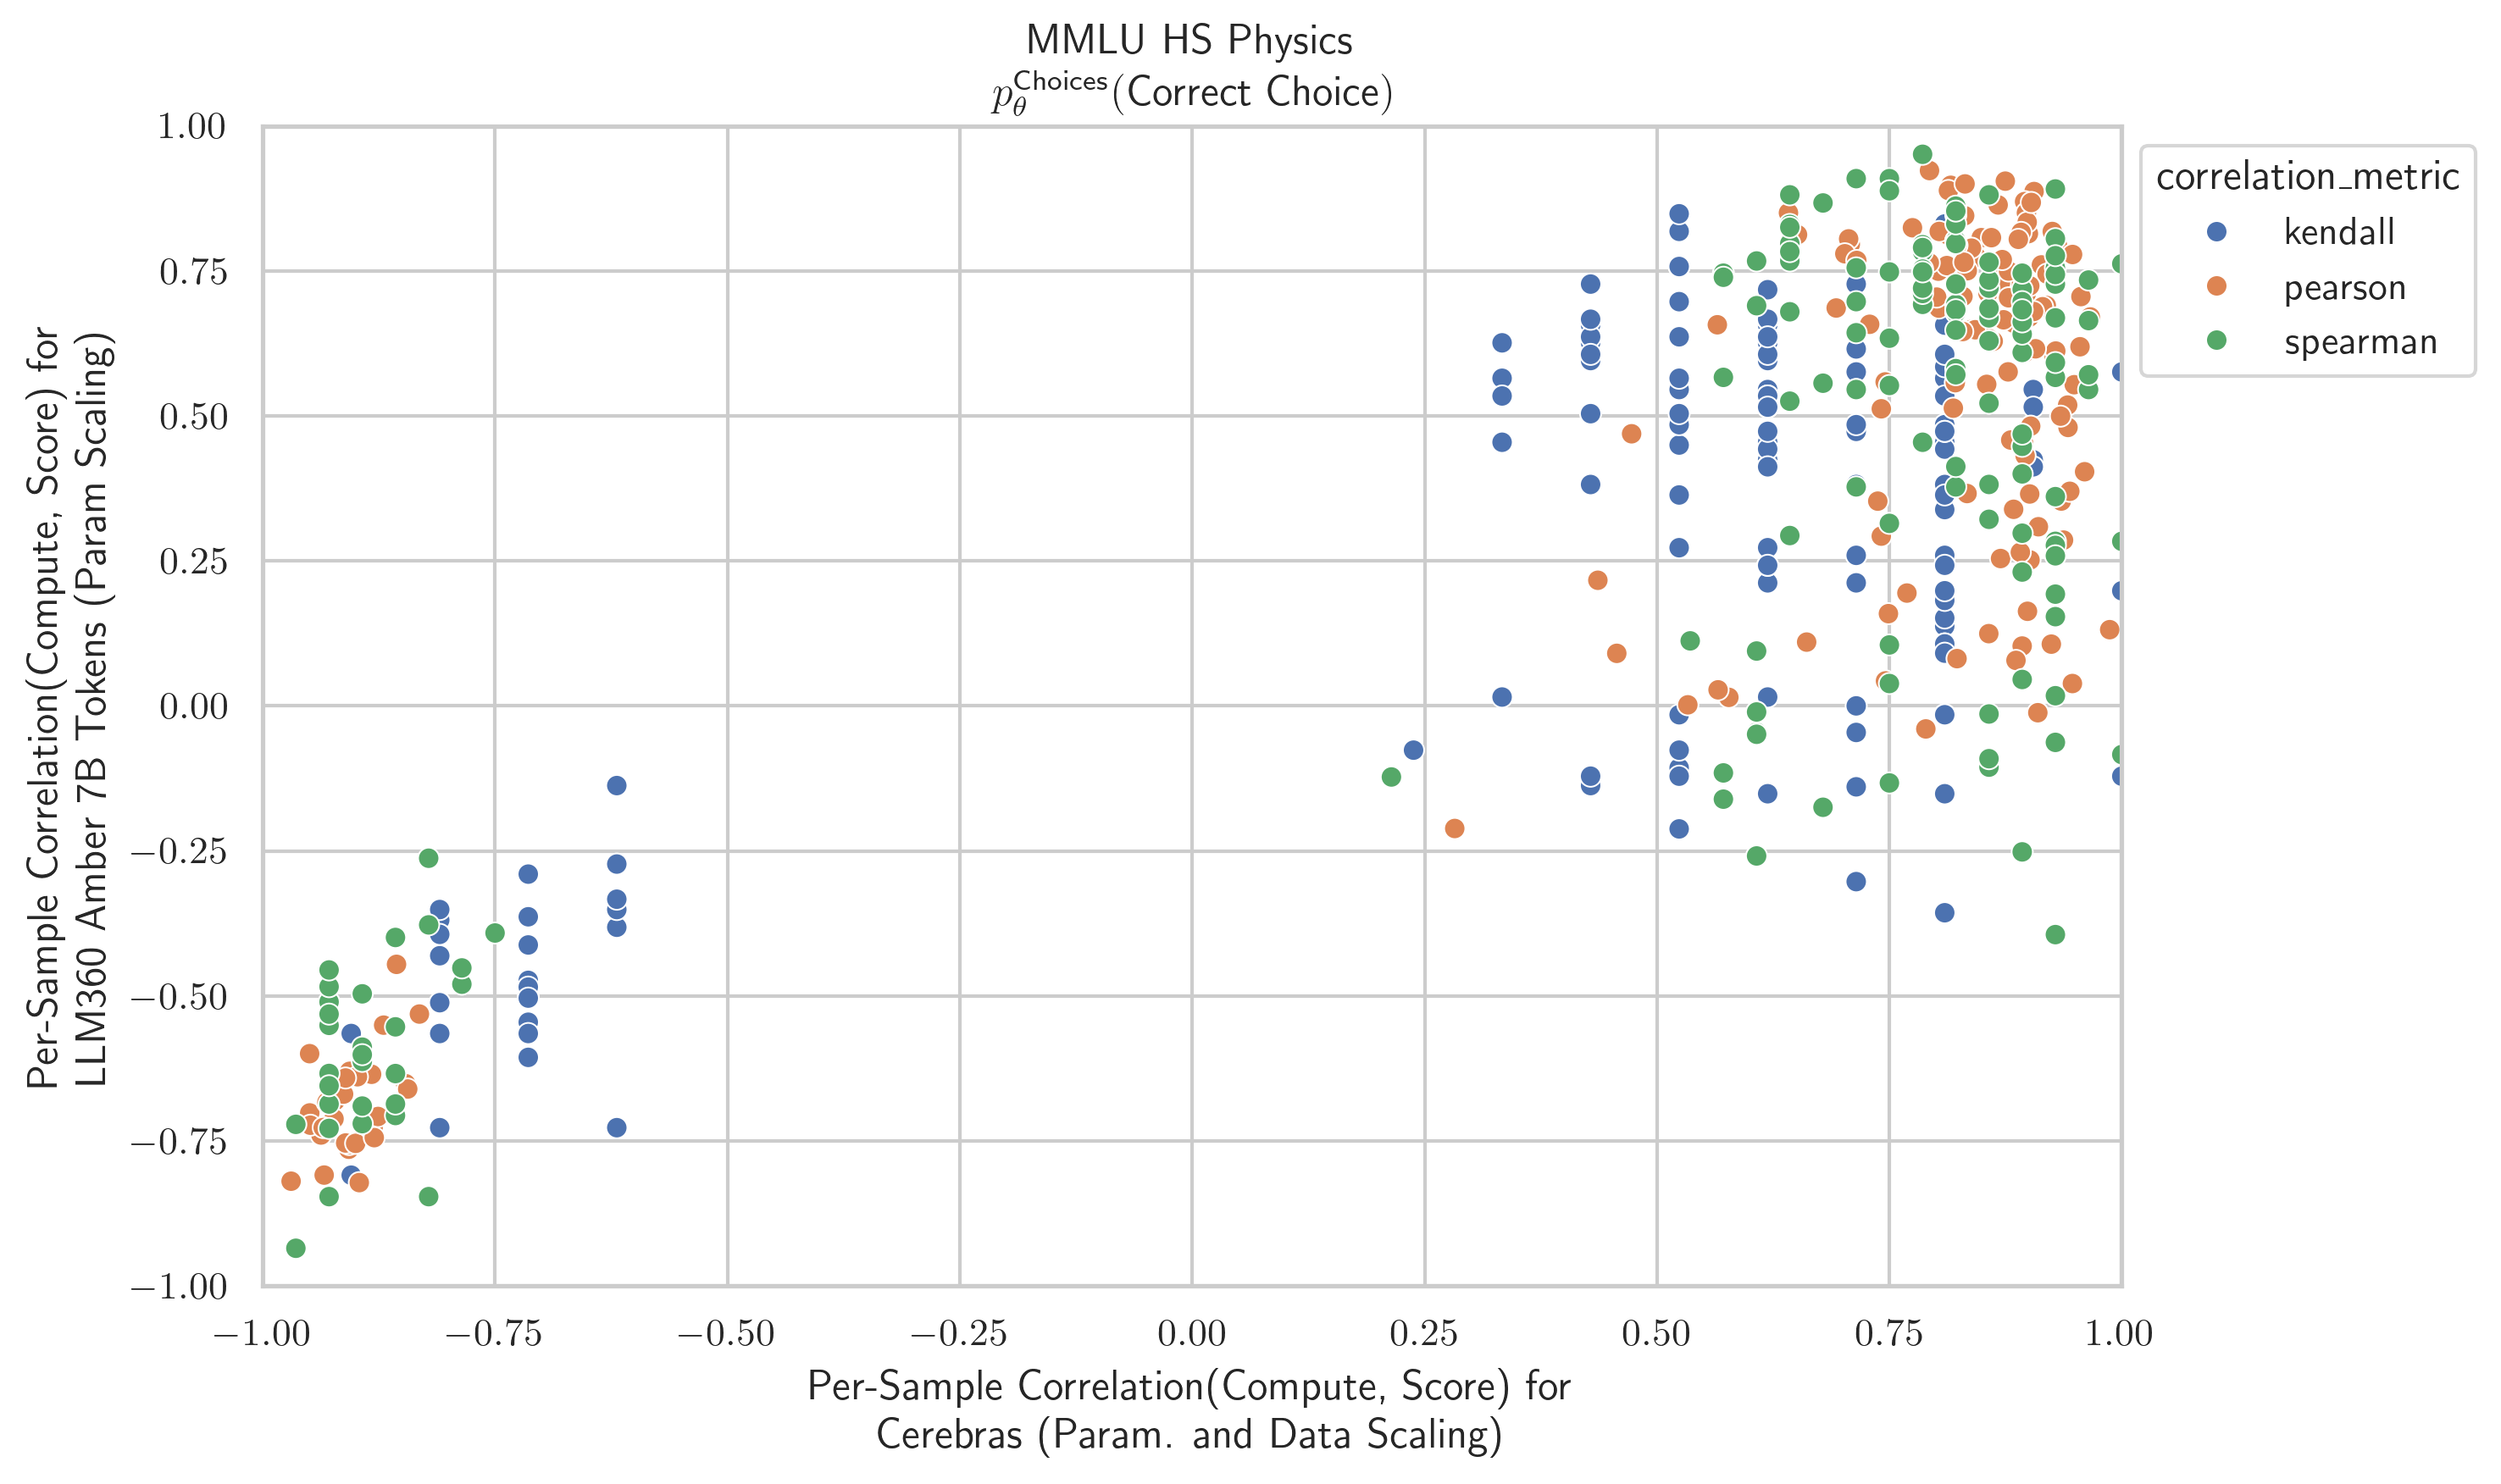 MMLU HS Physics
p_θ^Choices(Correct Choice)
1.00
0.75
0.50
0.25
0.00
−0.25
−0.50
−0.75
−1.00
Per-Sample Correlation(Compute, Score) for
LLM360 Amber 7B Tokens (Param Scaling)
correlation_metric
kendall
pearson
spearman
−1.00 −0.75 −0.50 −0.25 0.00 0.25 0.50 0.75 1.00
Per-Sample Correlation(Compute, Score) for
Cerebras (Param. and Data Scaling)